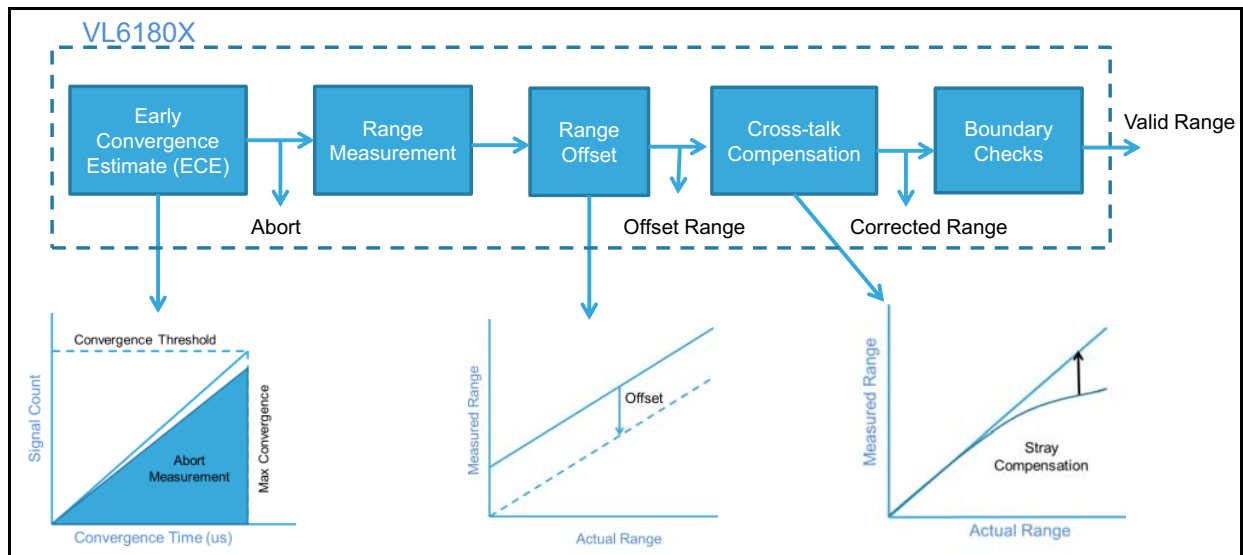 VL6180X
Early
Convergence
Estimate (ECE)
Range
Measurement
Range
Offset
Cross-talk
Compensation
Boundary
Checks
Valid Range
Abort
Offset Range
Corrected Range
Convergence Threshold
Signal Count
Abort
Measurement
Max Convergence
Convergence Time (us)
Measured Range
Offset
Actual Range
Measured Range
Stray
Compensation
Actual Range